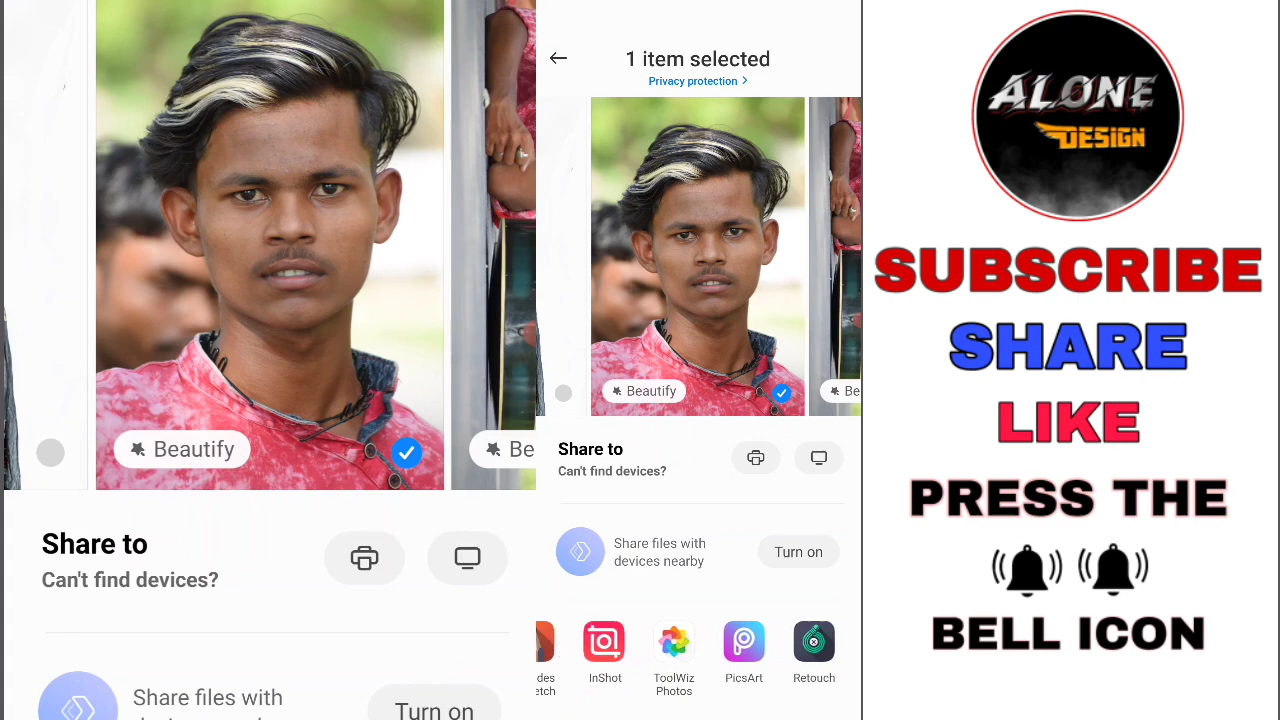 Beautify
Be
Share to
Can't find devices?
Share files with
Turn on
1 item selected
Privacy protection >
Beautify
Be
Share to
Can't find devices?
Share files with
devices nearby
Turn on
des
etch
InShot
ToolWiz
Photos
PicsArt
Retouch
ALONE
DESIGN
SUBSCRIBE
SHARE
LIKE
PRESS THE
BELL ICON